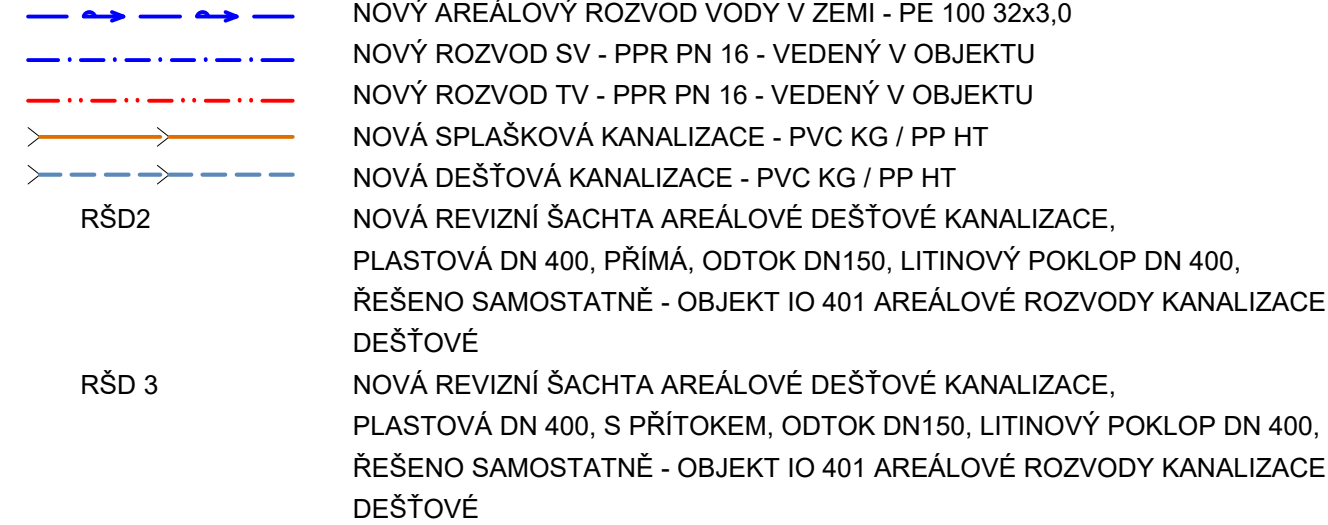 NOVÝ AREÁLOVÝ ROZVOD VODY V ZEMI - PE 100 32x3,0
NOVÝ ROZVOD SV - PPR PN 16 - VEDENÝ V OBJEKTU
NOVÝ ROZVOD TV - PPR PN 16 - VEDENÝ V OBJEKTU
NOVÁ SPLAŠKOVÁ KANALIZACE - PVC KG / PP HT
NOVÁ DEŠŤOVÁ KANALIZACE - PVC KG / PP HT
RŠD2 NOVÁ REVIZNÍ ŠACHTA AREÁLOVÉ DEŠŤOVÉ KANALIZACE,
PLASTOVÁ DN 400, PŘÍMÁ, ODTOK DN150, LITINOVÝ POKLOP DN 400,
ŘEŠENO SAMOSTATNĚ - OBJEKT IO 401 AREÁLOVÉ ROZVODY KANALIZACE
DEŠŤOVÉ
RŠD 3 NOVÁ REVIZNÍ ŠACHTA AREÁLOVÉ DEŠŤOVÉ KANALIZACE,
PLASTOVÁ DN 400, S PŘÍTOKEM, ODTOK DN150, LITINOVÝ POKLOP DN 400,
ŘEŠENO SAMOSTATNĚ - OBJEKT IO 401 AREÁLOVÉ ROZVODY KANALIZACE
DEŠŤOVÉ